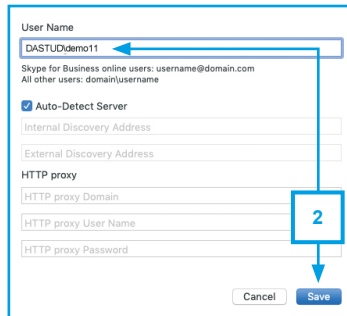 User Name
DASTUD\demo11
Skype for Business online users: username@domain.com
All other users: domain\username
Auto-Detect Server
Internal Discovery Address
External Discovery Address
HTTP proxy
HTTP proxy Domain
HTTP proxy User Name
HTTP proxy Password
2
Cancel Save